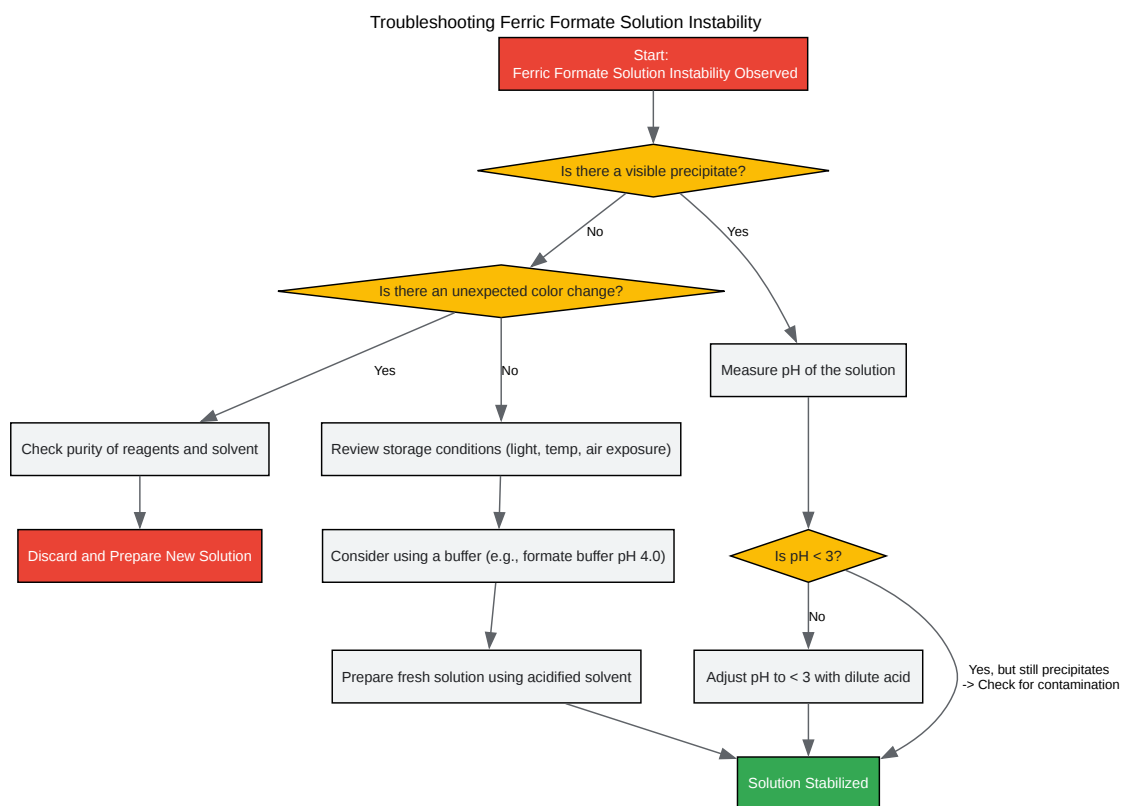 Troubleshooting Ferric Formate Solution Instability
Start:
Ferric Formate Solution Instability Observed
Is there a visible precipitate?
No
Yes
Is there an unexpected color change?
Yes
No
Measure pH of the solution
Check purity of reagents and solvent
Review storage conditions (light, temp, air exposure)
Discard and Prepare New Solution
Consider using a buffer (e.g., formate buffer pH 4.0)
Is pH < 3?
No
Yes, but still precipitates
-> Check for contamination
Prepare fresh solution using acidified solvent
Adjust pH to < 3 with dilute acid
Solution Stabilized